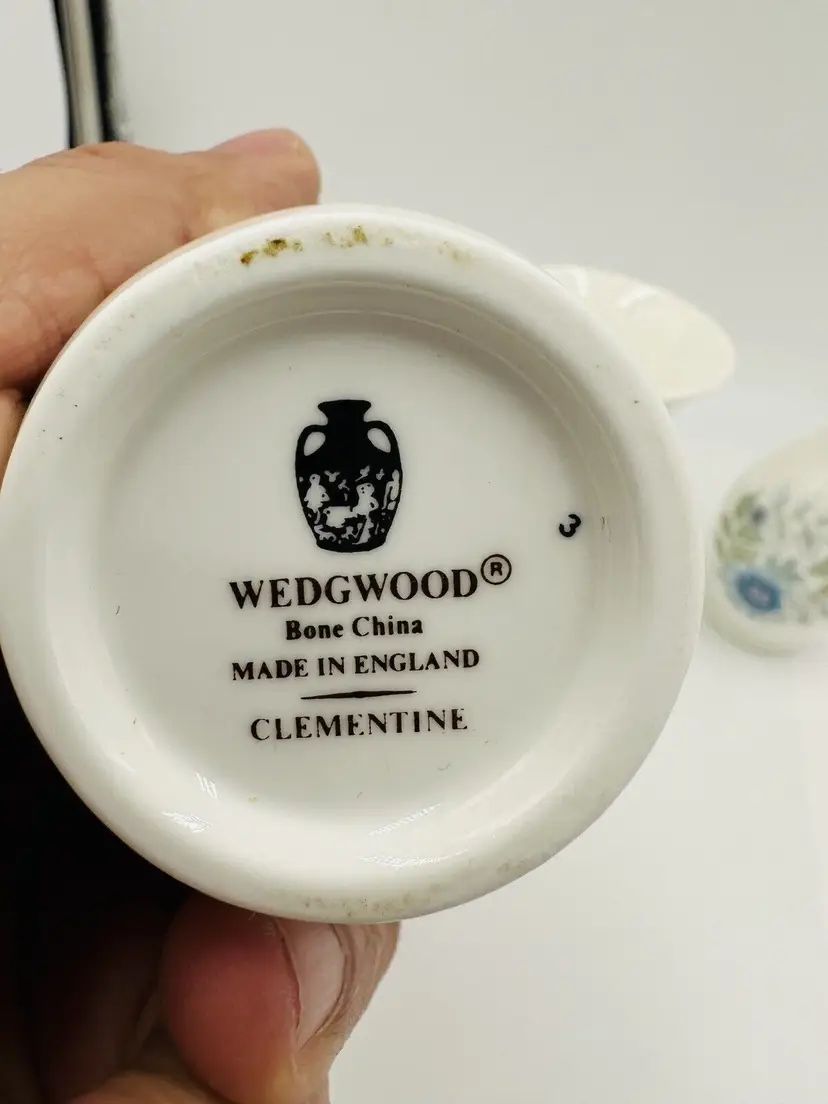 WEDGWOOD®
Bone China
MADE IN ENGLAND
CLEMENTINE
3